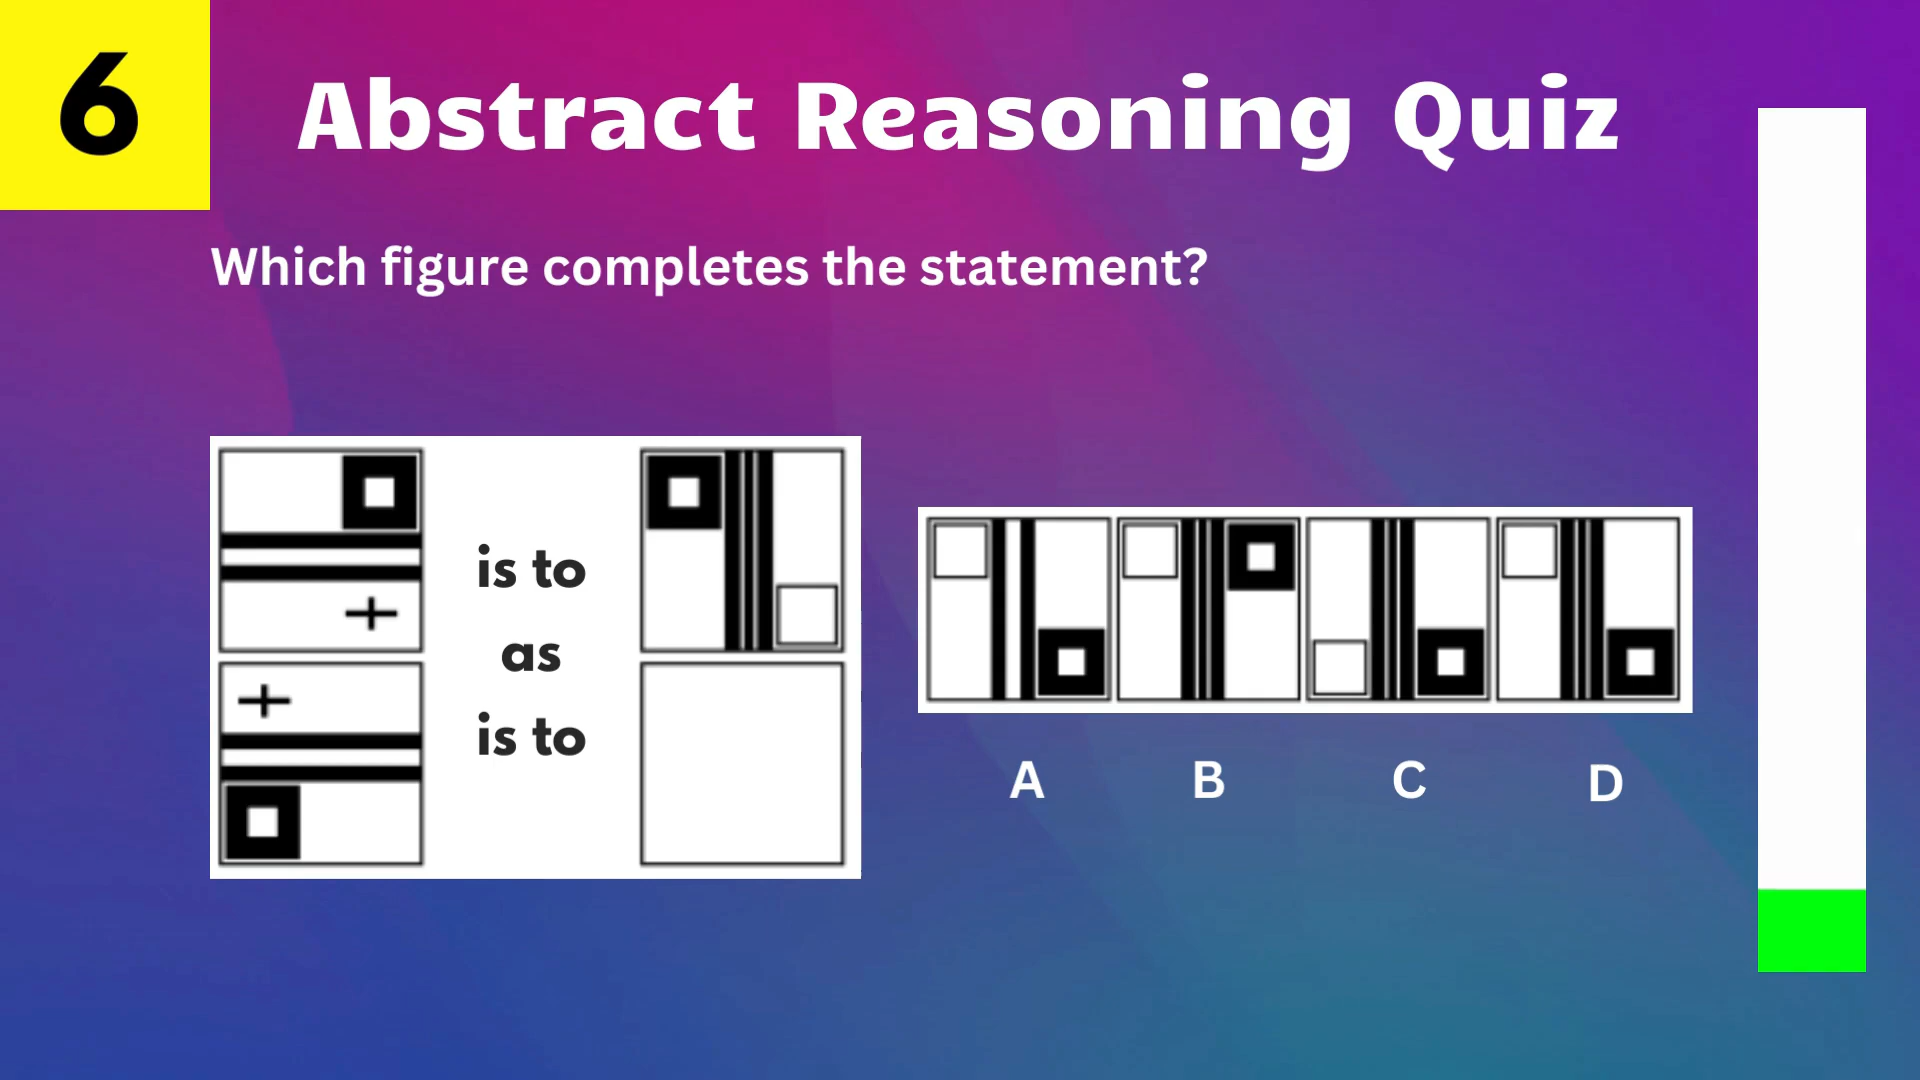 6
Abstract Reasoning Quiz
Which figure completes the statement?
is to
as
is to
A B C D